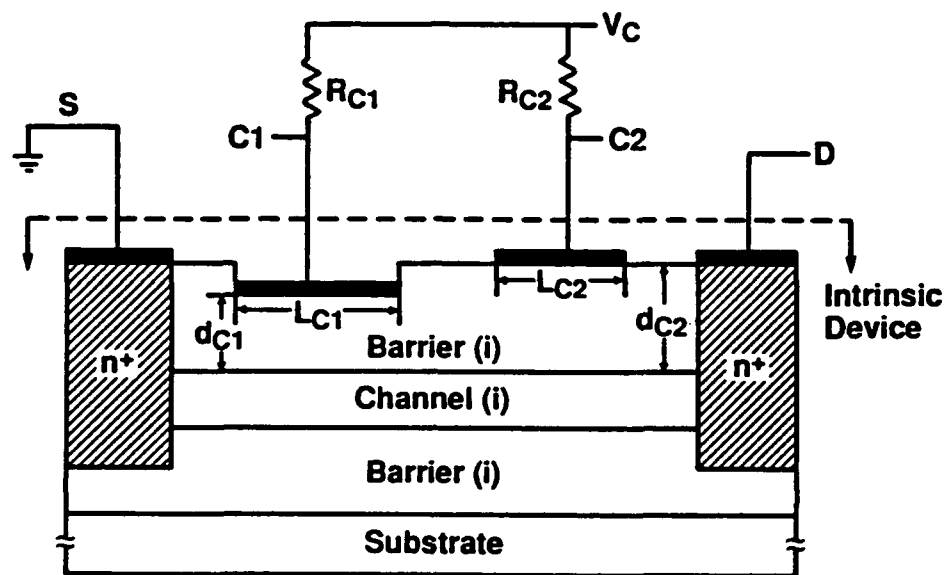 V_C
R_C1
R_C2
S
C1
C2
D
L_C1
L_C2
d_C1
d_C2
Intrinsic
Device
n+
n+
Barrier (i)
Channel (i)
Barrier (i)
Substrate